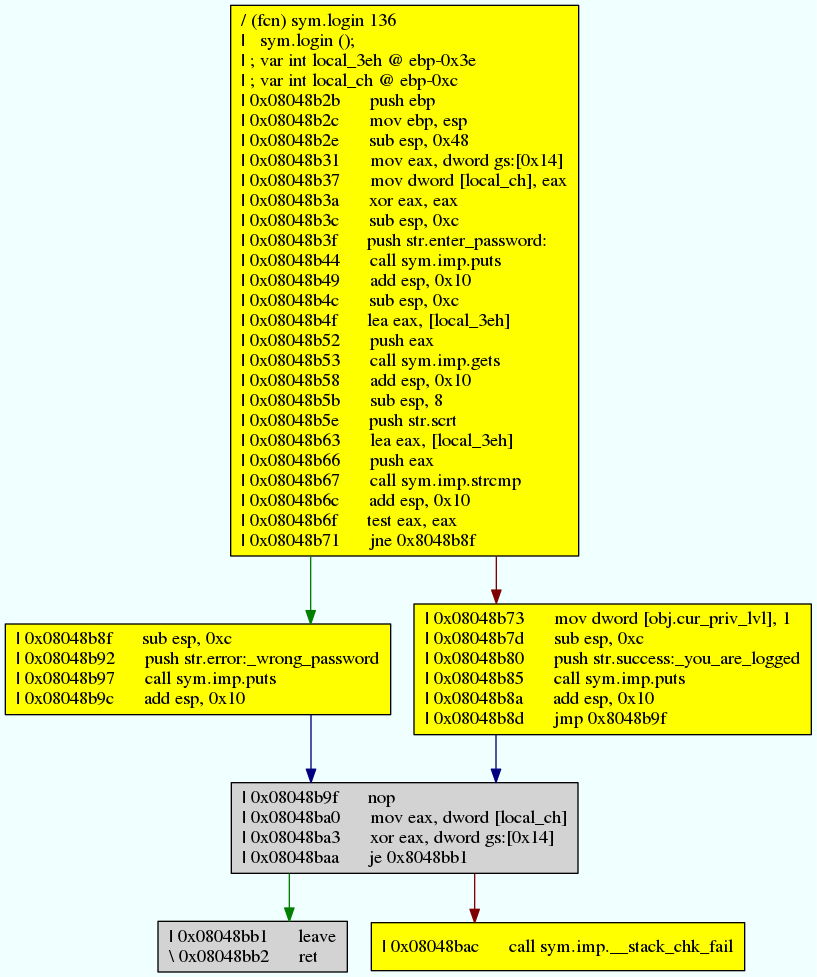 / (fcn) sym.login 136
|   sym.login ();
| ; var int local_3eh @ ebp-0x3e
| ; var int local_ch @ ebp-0xc
| 0x08048b2b      push ebp
| 0x08048b2c      mov ebp, esp
| 0x08048b2e      sub esp, 0x48
| 0x08048b31      mov eax, dword gs:[0x14]
| 0x08048b37      mov dword [local_ch], eax
| 0x08048b3a      xor eax, eax
| 0x08048b3c      sub esp, 0xc
| 0x08048b3f      push str.enter_password:
| 0x08048b44      call sym.imp.puts
| 0x08048b49      add esp, 0x10
| 0x08048b4c      sub esp, 0xc
| 0x08048b4f      lea eax, [local_3eh]
| 0x08048b52      push eax
| 0x08048b53      call sym.imp.gets
| 0x08048b58      add esp, 0x10
| 0x08048b5b      sub esp, 8
| 0x08048b5e      push str.scrt
| 0x08048b63      lea eax, [local_3eh]
| 0x08048b66      push eax
| 0x08048b67      call sym.imp.strcmp
| 0x08048b6c      add esp, 0x10
| 0x08048b6f      test eax, eax
| 0x08048b71      jne 0x8048b8f
| 0x08048b8f      sub esp, 0xc
| 0x08048b92      push str.error:_wrong_password
| 0x08048b97      call sym.imp.puts
| 0x08048b9c      add esp, 0x10
| 0x08048b73      mov dword [obj.cur_priv_lvl], 1
| 0x08048b7d      sub esp, 0xc
| 0x08048b80      push str.success:_you_are_logged
| 0x08048b85      call sym.imp.puts
| 0x08048b8a      add esp, 0x10
| 0x08048b8d      jmp 0x8048b9f
| 0x08048b9f      nop
| 0x08048ba0      mov eax, dword [local_ch]
| 0x08048ba3      xor eax, dword gs:[0x14]
| 0x08048baa      je 0x8048bb1
| 0x08048bb1      leave
\ 0x08048bb2      ret
| 0x08048bac      call sym.imp.__stack_chk_fail